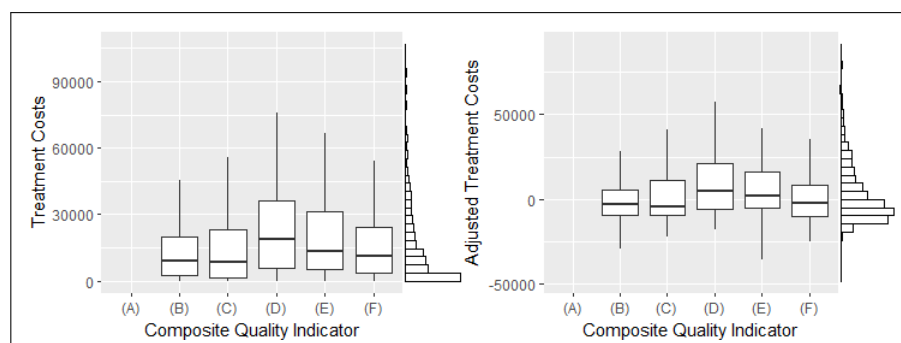 Treatment Costs
90000
60000
30000
0
(A) (B) (C) (D) (E) (F)
Composite Quality Indicator
Adjusted Treatment Costs
50000
0
-50000
(A) (B) (C) (D) (E) (F)
Composite Quality Indicator